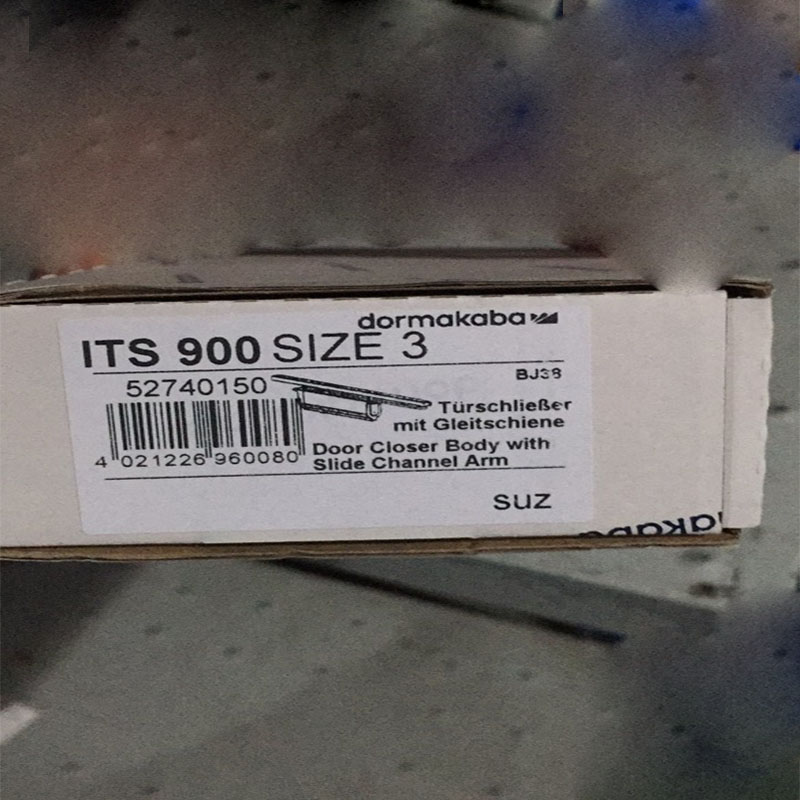 dormakaba
ITS 900 SIZE 3
BJ38
52740150
Türschließer
mit Gleitschiene
4 021226 960080
Door Closer Body with
Slide Channel Arm
suz
makaba